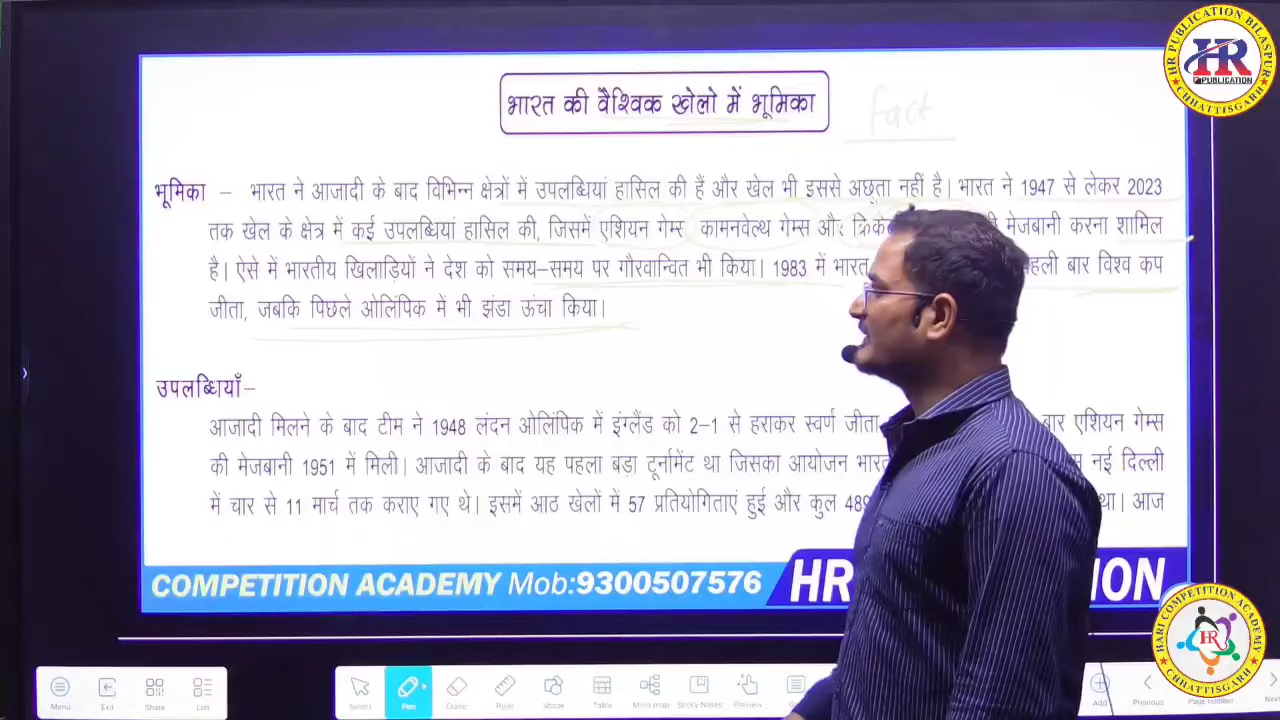 HR PUBLICATION BILASPUR
HR
PUBLICATION
CHHATTISGARH
भारत की वैश्विक खेलो में भूमिका
fact
भूमिका – भारत ने आजादी के बाद विभिन्न क्षेत्रों में उपलब्धियां हासिल की हैं और खेल भी इससे अछूता नहीं है। भारत ने 1947 से लेकर 2023
तक खेल के क्षेत्र में कई उपलब्धियां हासिल की, जिसमें एशियन गेम्स कामनवेल्थ गेम्स और मेजबानी करना शामिल
है। ऐसे में भारतीय खिलाड़ियों ने देश को समय–समय पर गौरवान्वित भी किया। 1983 में भारत बार विश्व कप
जीता, जबकि पिछले ओलिंपिक में भी झंडा ऊंचा किया।
उपलब्धियाँ–
आजादी मिलने के बाद टीम ने 1948 लंदन ओलिंपिक में इंग्लैंड को 2–1 से हराकर स्वर्ण जीता बार एशियन गेम्स
की मेजबानी 1951 में मिली। आजादी के बाद यह पहला बड़ा टूर्नामेंट था जिसका आयोजन भारत नई दिल्ली
में चार से 11 मार्च तक कराए गए थे। इसमें आठ खेलों में 57 प्रतियोगिताएं हुई और कुल था। आज
COMPETITION ACADEMY Mob:9300507576 HR
HARI COMPETITION ACADEMY
HR
CHHATTISGARH
Menu Exit Share List Select Pen Eraser Ruler Shape Table Mind map Sticky Notes Preview Add Previous Page number Next